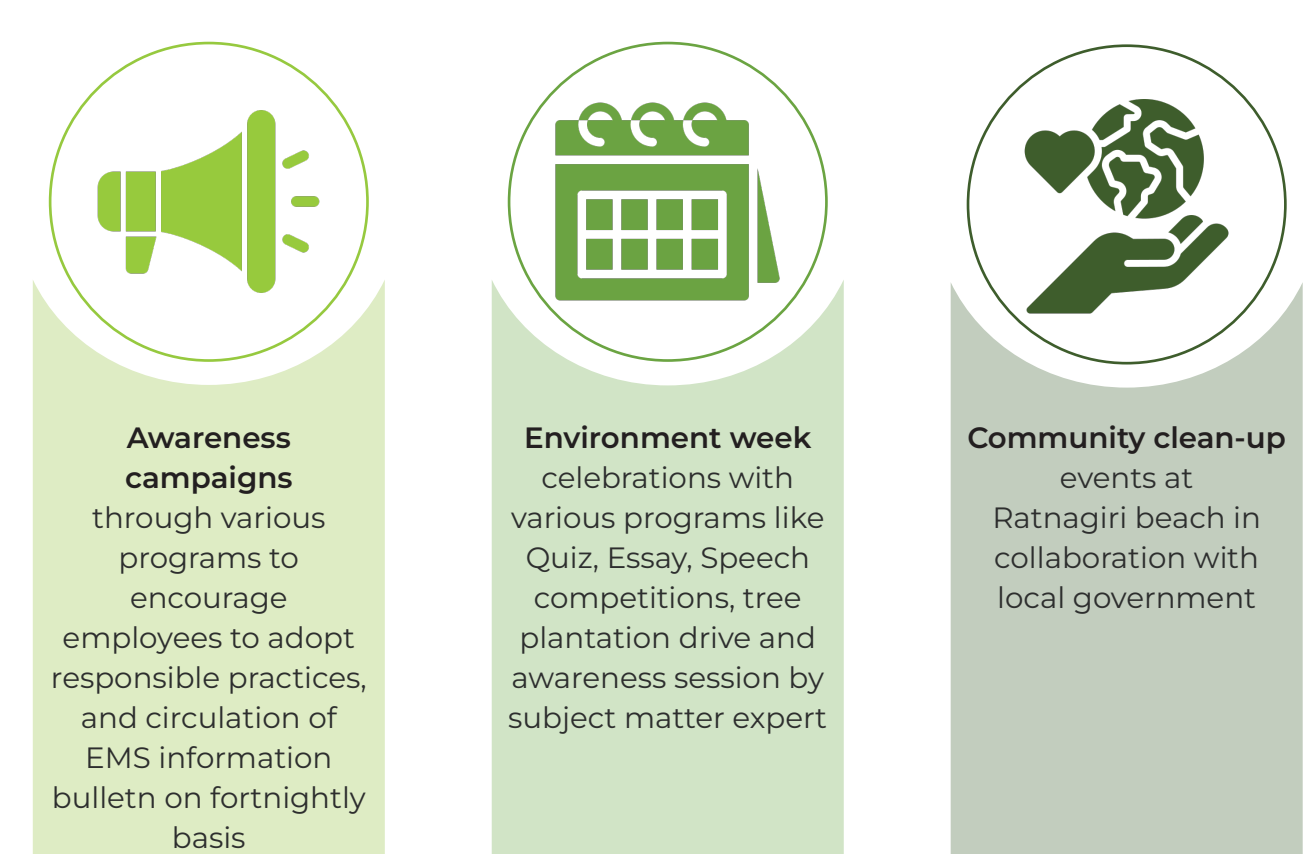 Awareness
campaigns
through various
programs to
encourage
employees to adopt
responsible practices,
and circulation of
EMS information
bulletn on fortnightly
basis
Environment week
celebrations with
various programs like
Quiz, Essay, Speech
competitions, tree
plantation drive and
awareness session by
subject matter expert
Community clean-up
events at
Ratnagiri beach in
collaboration with
local government